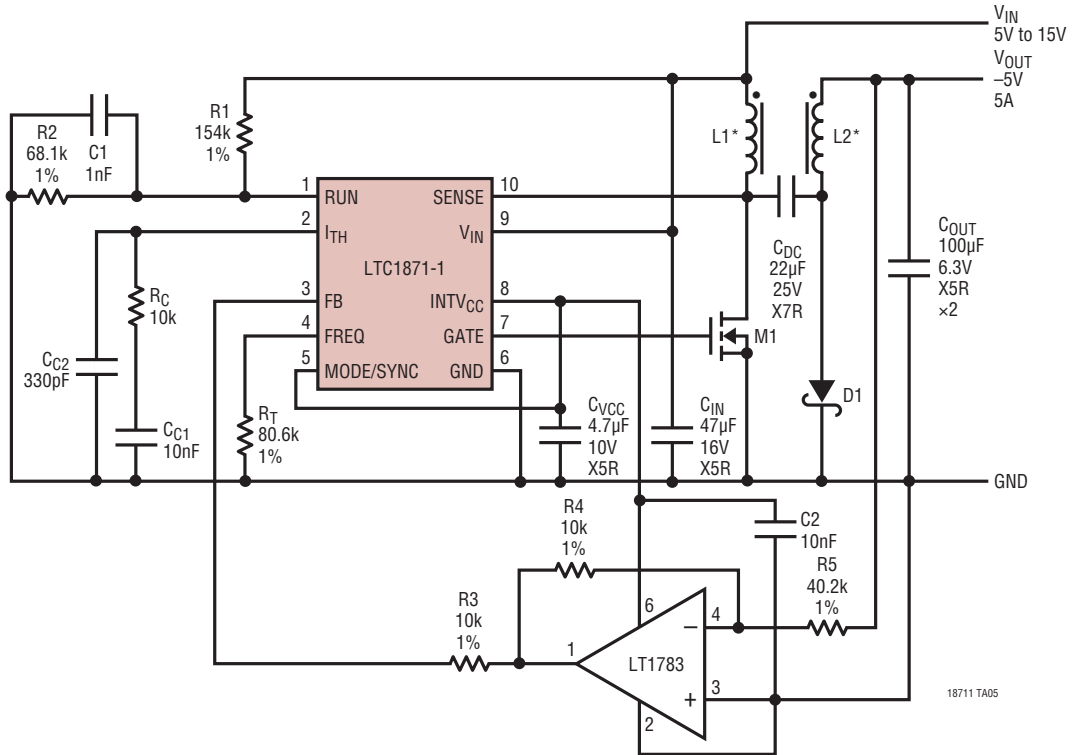 VIN
5V to 15V
VOUT
–5V
5A
R2
68.1k
1%
C1
1nF
R1
154k
1%
L1*
L2*
1
RUN
SENSE
10
2
ITH
VIN
9
LTC1871-1
3
FB
INTVCC
8
4
FREQ
GATE
7
5
MODE/SYNC
GND
6
RC
10k
CC2
330pF
CC1
10nF
RT
80.6k
1%
CVCC
4.7µF
10V
X5R
CIN
47µF
16V
X5R
CDC
22µF
25V
X7R
M1
D1
COUT
100µF
6.3V
X5R
×2
GND
R4
10k
1%
C2
10nF
R5
40.2k
1%
R3
10k
1%
1
6
4
–
LT1783
+
3
2
18711 TA05